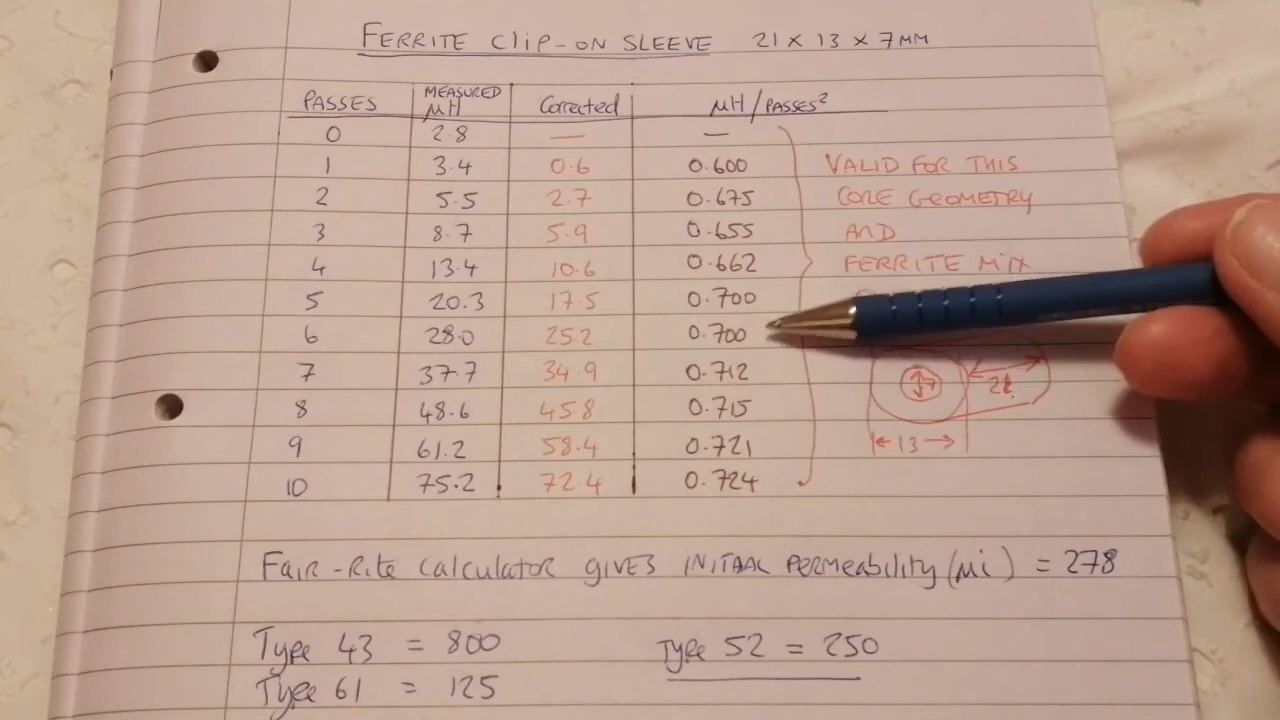 FERRITE CLIP-ON SLEEVE 21 x 13 x 7MM
PASSES MEASURED µH Corrected µH/PASSES²
0 2.8 — —
1 3.4 0.6 0.600 VALID FOR THIS
2 5.5 2.7 0.675 CORE GEOMETRY
3 8.7 5.9 0.655 AND
4 13.4 10.6 0.662 FERRITE MIX
5 20.3 17.5 0.700
6 28.0 25.2 0.700
7 37.7 34.9 0.712
8 48.6 45.8 0.715
9 61.2 58.4 0.721
13
10 75.2 72.4 0.724
FAIR-RITE CALCULATOR GIVES INITAAL PERMEABILITY (µi) = 278
Type 43 = 800 Type 52 = 250
Type 61 = 125